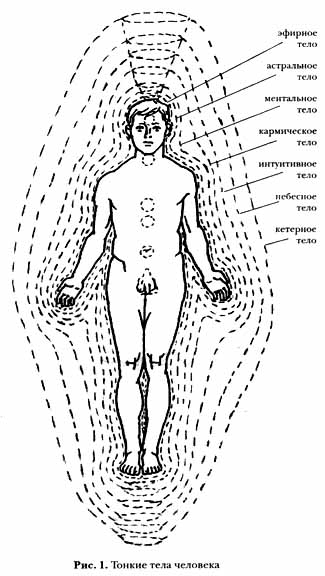 эфирное
тело
астральное
тело
ментальное
тело
кармическое
тело
интуитивное
тело
небесное
тело
кетерное
тело
Рис. 1. Тонкие тела человека